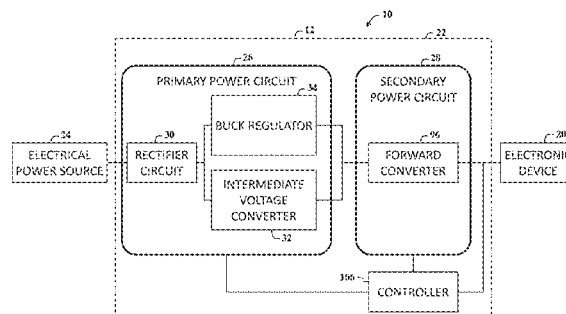 10
12
22
26
28
PRIMARY POWER CIRCUIT
SECONDARY
POWER CIRCUIT
34
BUCK REGULATOR
24
ELECTRICAL
POWER SOURCE
30
RECTIFIER
CIRCUIT
96
FORWARD
CONVERTER
20
ELECTRONIC
DEVICE
INTERMEDIATE
VOLTAGE
CONVERTER
32
166
CONTROLLER